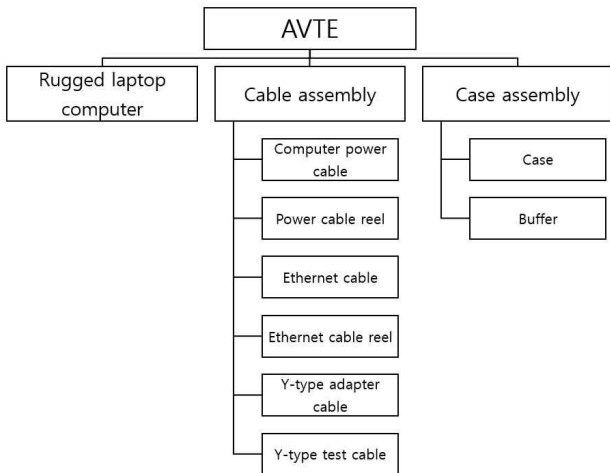 AVTE
Rugged laptop
computer
Cable assembly
Case assembly
Computer power
cable
Power cable reel
Ethernet cable
Ethernet cable reel
Y-type adapter
cable
Y-type test cable
Case
Buffer